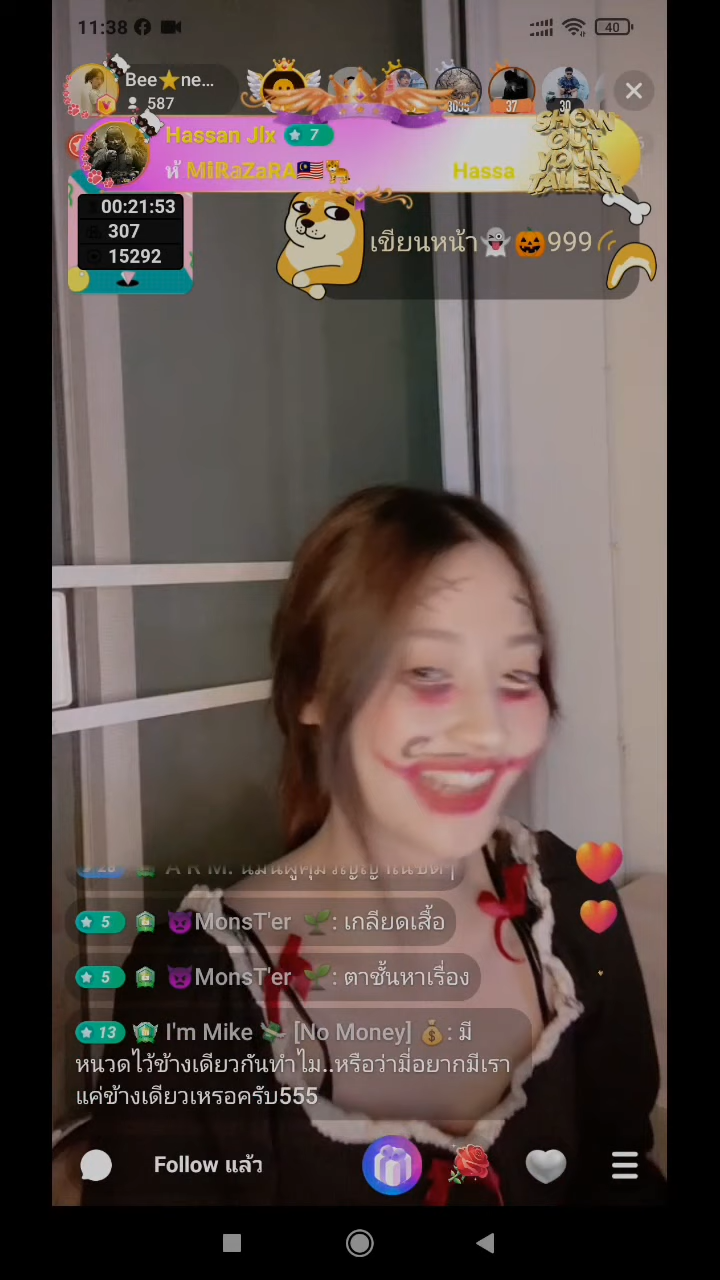 11:38
40
Bee⭐ne...
587
3035
37
30
Hassan Jlx
7
ห้ MiRaZaRA🇲🇾🐅
Hassa
SHOW
OUT
YOUR
TALENT
00:21:53
307
15292
เขียนหน้า👻🎃999
28 A R M:
5 😈MonsT'er 🌱: เกลียดเสื้อ
5 😈MonsT'er 🌱: ตาชั้นหาเรื่อง
13 I'm Mike 💸 [No Money] 💰: มี
หนวดไว้ข้างเดียวกันทำไม..หรือว่ามี่อยากมีเรา
แค่ข้างเดียวเหรอครับ555
Follow แล้ว